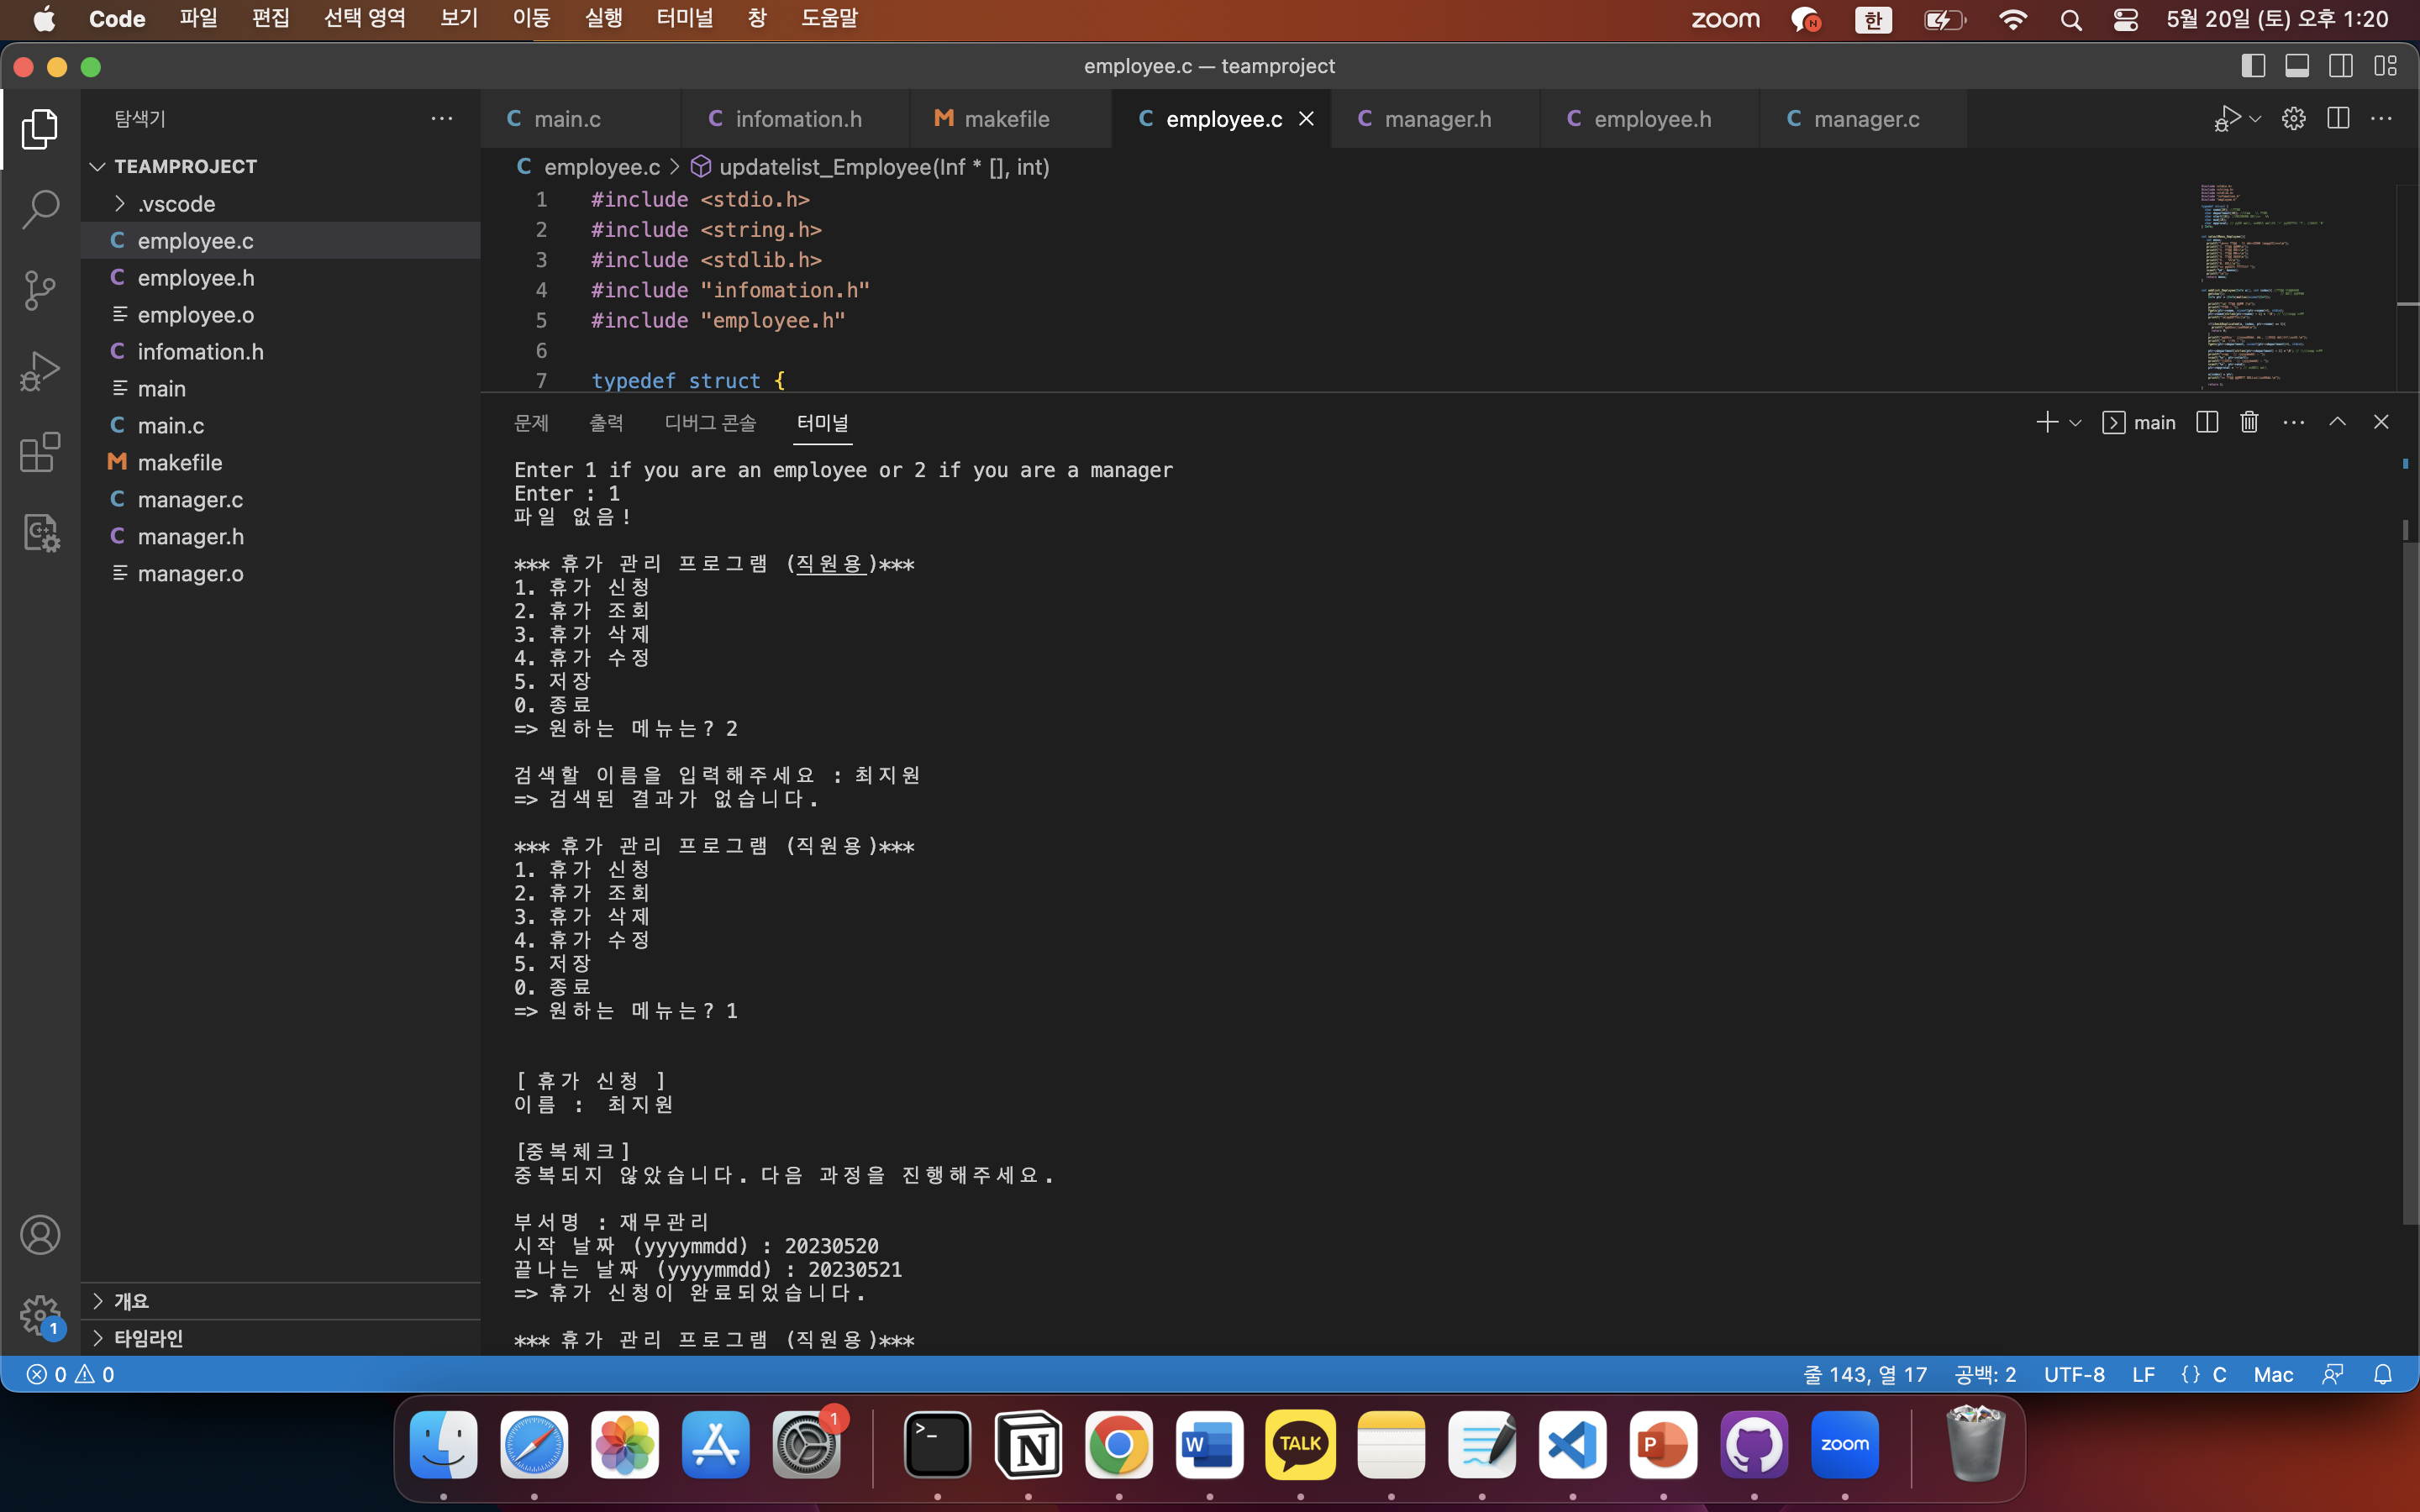 Code 파일 편집 선택 영역 보기 이동 실행 터미널 창 도움말 zoom N 한 5월 20일 (토) 오후 1:20
employee.c — teamproject
탐색기
TEAMPROJECT
.vscode
C employee.c
C employee.h
employee.o
C infomation.h
main
C main.c
M makefile
C manager.c
C manager.h
manager.o
개요
타임라인
C main.c C infomation.h M makefile C employee.c C manager.h C employee.h C manager.c
C employee.c > updatelist_Employee(Inf * [], int)
1 #include <stdio.h>
2 #include <string.h>
3 #include <stdlib.h>
4 #include "infomation.h"
5 #include "employee.h"
6
7 typedef struct {
문제 출력 디버그 콘솔 터미널 main
Enter 1 if you are an employee or 2 if you are a manager
Enter : 1
파일 없음!
*** 휴가 관리 프로그램 (직원용)***
1. 휴가 신청
2. 휴가 조회
3. 휴가 삭제
4. 휴가 수정
5. 저장
0. 종료
=> 원하는 메뉴는? 2
검색할 이름을 입력해주세요 : 최지원
=> 검색된 결과가 없습니다.
*** 휴가 관리 프로그램 (직원용)***
1. 휴가 신청
2. 휴가 조회
3. 휴가 삭제
4. 휴가 수정
5. 저장
0. 종료
=> 원하는 메뉴는? 1
[ 휴가 신청 ]
이름 : 최지원
[중복체크]
중복되지 않았습니다. 다음 과정을 진행해주세요.
부서명 : 재무관리
시작 날짜 (yyyymmdd) : 20230520
끝나는 날짜 (yyyymmdd) : 20230521
=> 휴가 신청이 완료되었습니다.
*** 휴가 관리 프로그램 (직원용)***
1
0 0 줄 143, 열 17 공백: 2 UTF-8 LF {} C Mac
1 N W TALK P zoom